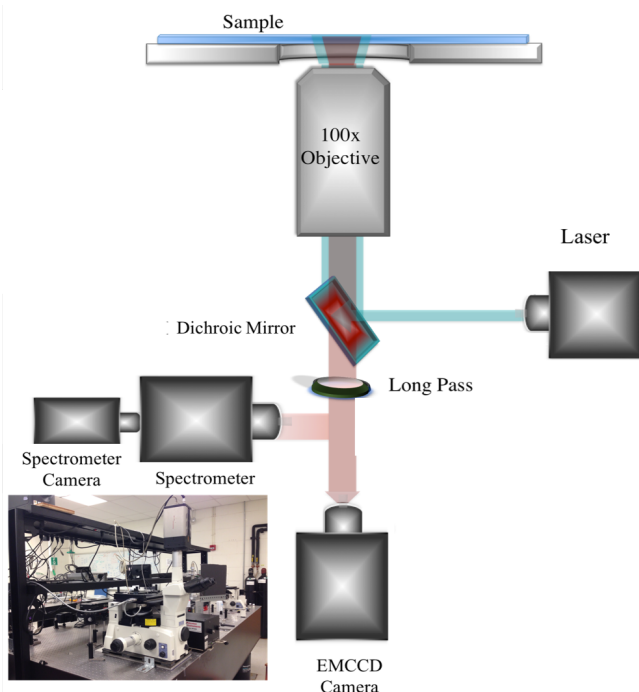 Sample
100x
Objective
Laser
Dichroic Mirror
Long Pass
Spectrometer
Camera
Spectrometer
EMCCD
Camera